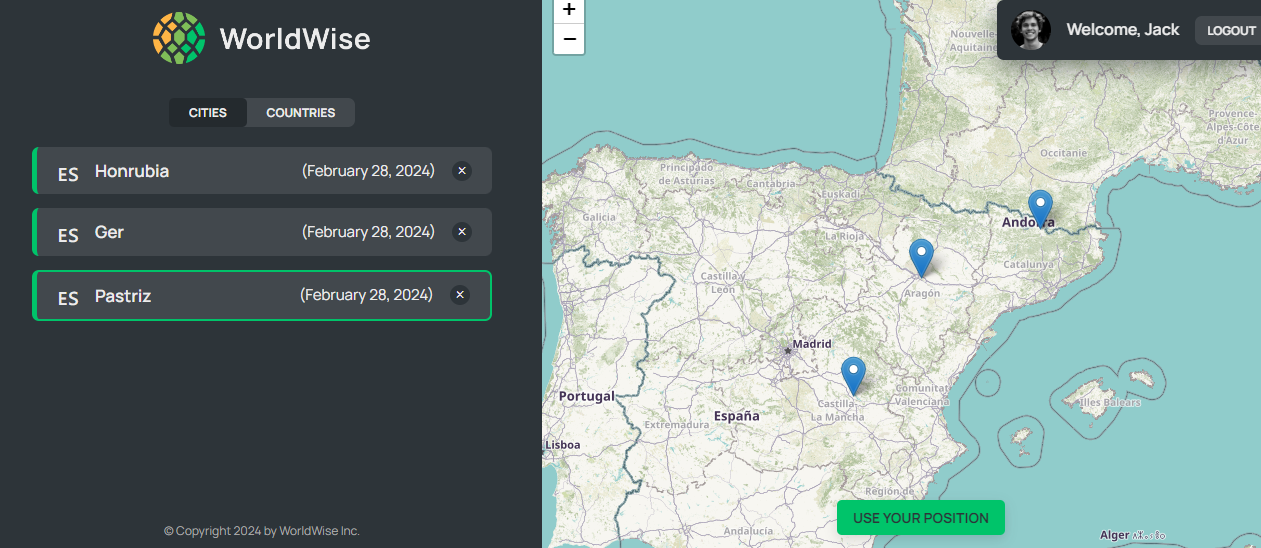 WorldWise
CITIES
COUNTRIES
ES Honrubia (February 28, 2024) ×
ES Ger (February 28, 2024) ×
ES Pastriz (February 28, 2024) ×
© Copyright 2024 by WorldWise Inc.
+
−
Welcome, Jack
LOGOUT
Nouvelle-
Aquitaine
Provence-
Alpes-Côte
d'Azur
Occitanie
Principado
de Asturias
Cantabria
Euskadi
Galicia
Andorra
La Rioja
Catalunya
Castilla y
León
Aragón
Madrid
Portugal
Castilla-
La Mancha
Comunitat
Valenciana
Illes Balears
España
Extremadura
Lisboa
Región de
USE YOUR POSITION
Andalucía
Alger